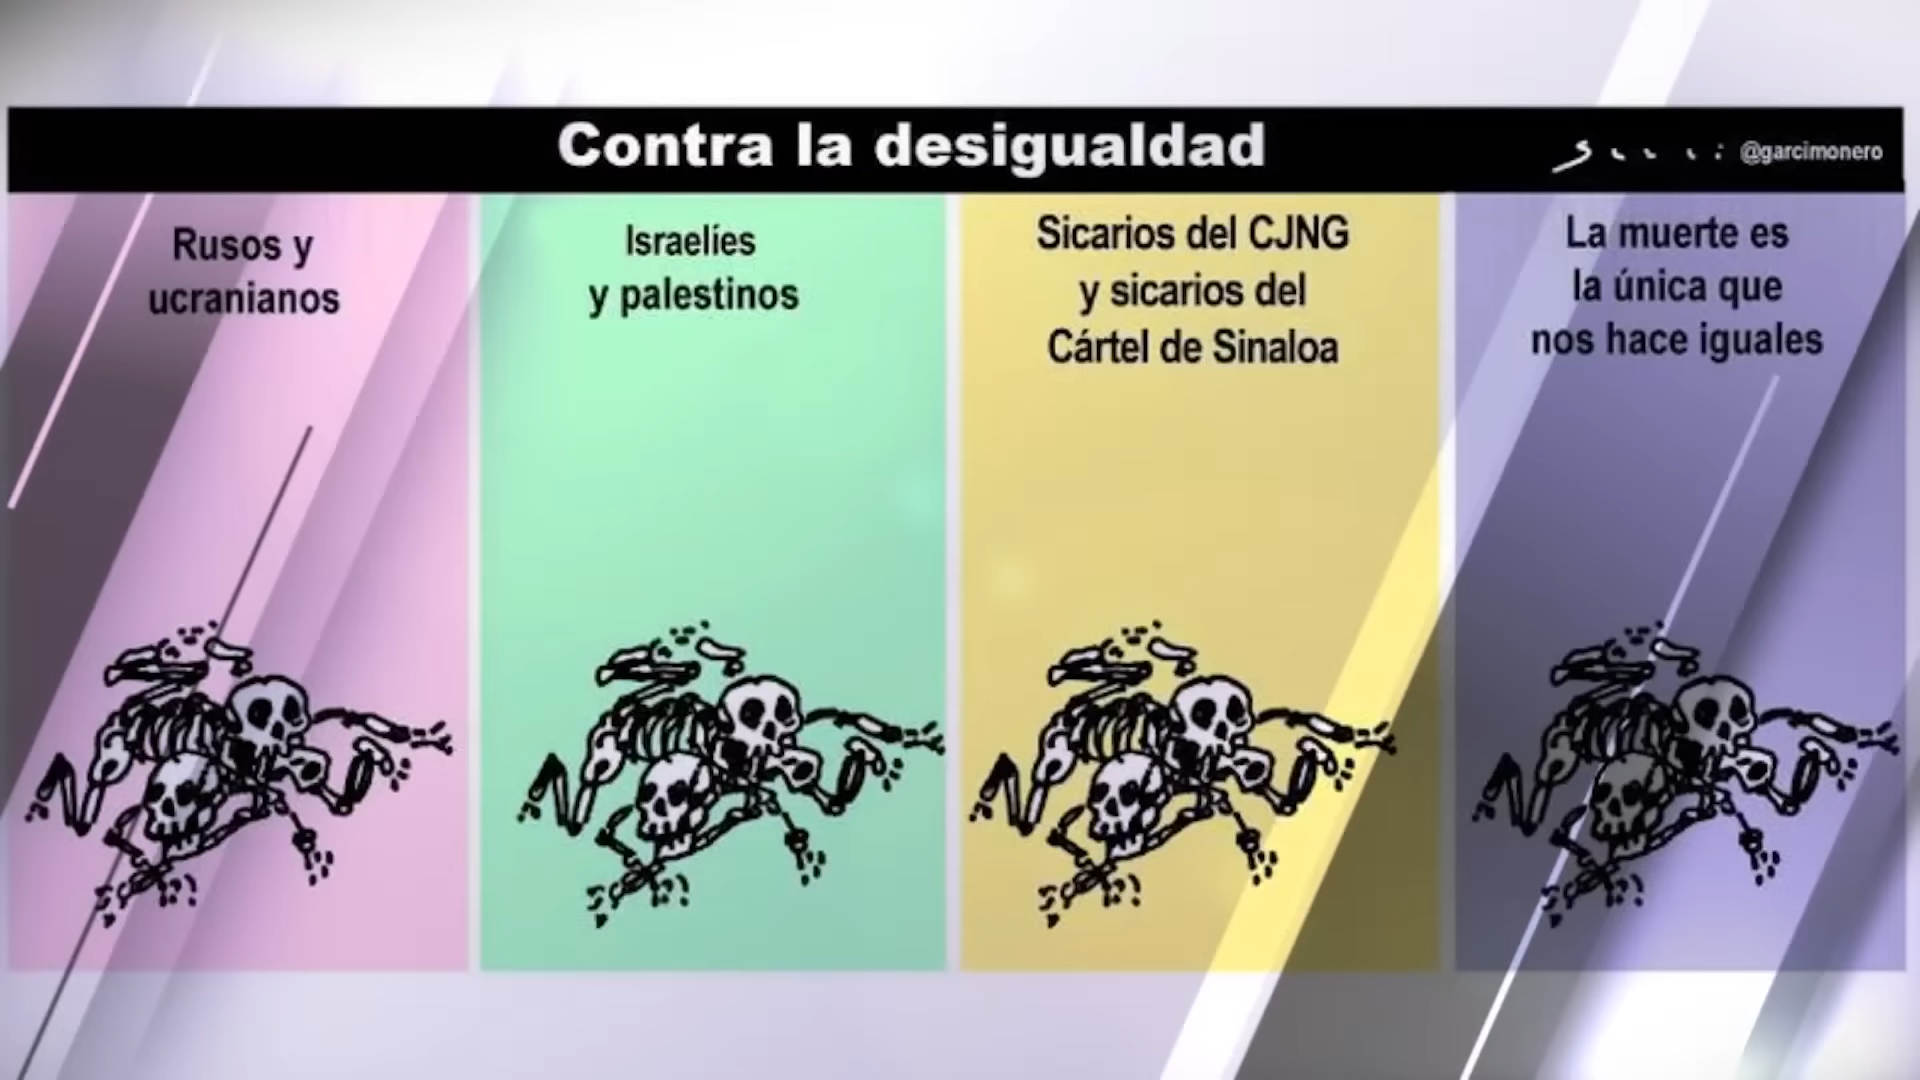 Contra la desigualdad
@garcimonero
Rusos y
ucranianos
Israelíes
y palestinos
Sicarios del CJNG
y sicarios del
Cártel de Sinaloa
La muerte es
la única que
nos hace iguales